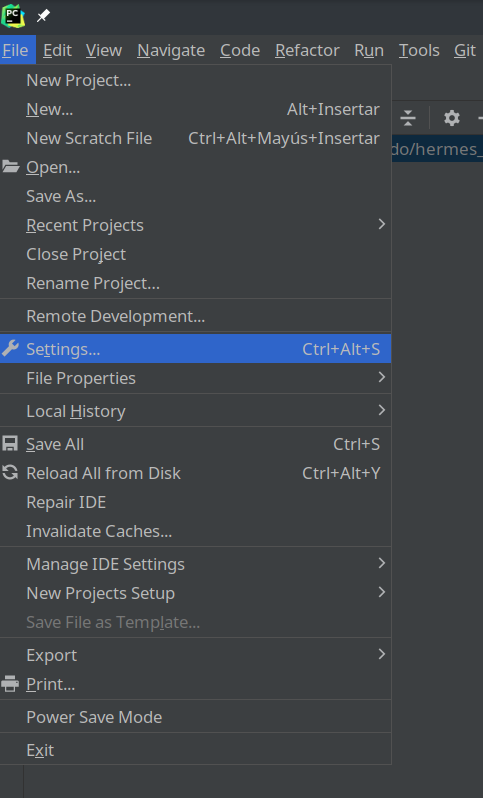 PC
File Edit View Navigate Code Refactor Run Tools Git
New Project...
New... Alt+Insertar
New Scratch File Ctrl+Alt+Mayús+Insertar
do/hermes_
Open...
Save As...
Recent Projects
Close Project
Rename Project...
Remote Development...
Settings... Ctrl+Alt+S
File Properties
Local History
Save All Ctrl+S
Reload All from Disk Ctrl+Alt+Y
Repair IDE
Invalidate Caches...
Manage IDE Settings
New Projects Setup
Save File as Template...
Export
Print...
Power Save Mode
Exit